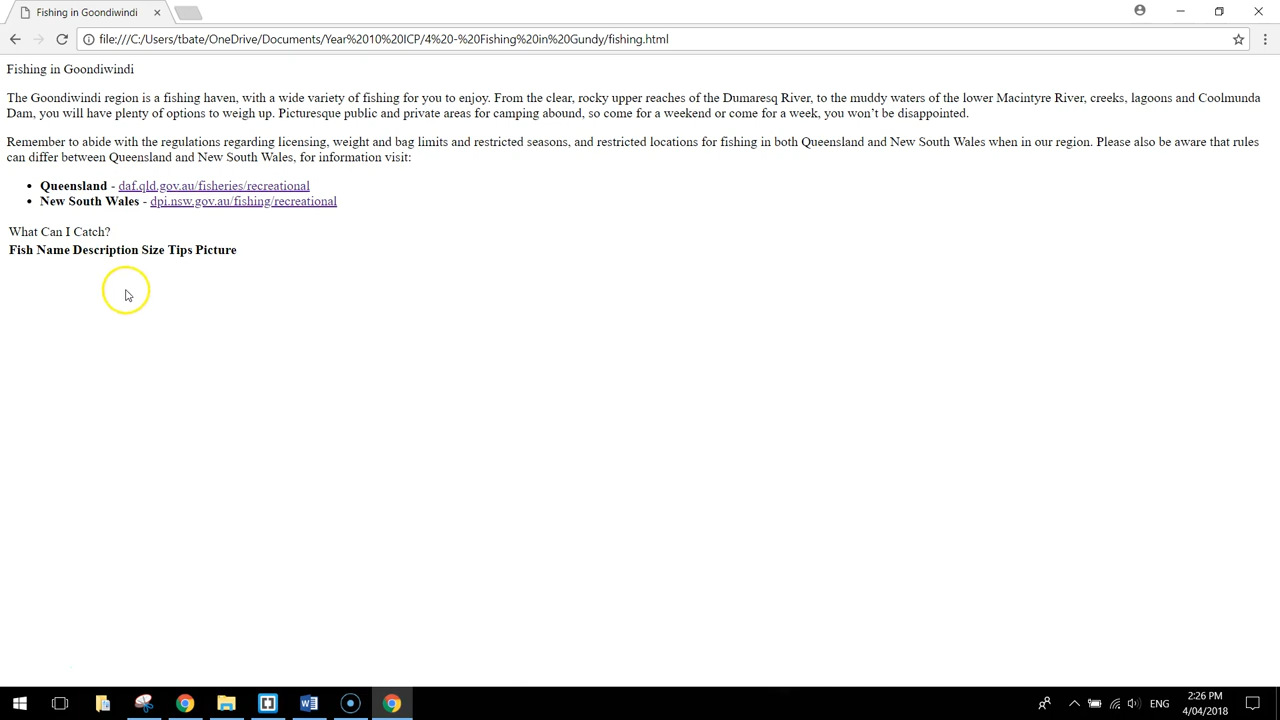 Fishing in Goondiwindi
file:///C:/Users/tbate/OneDrive/Documents/Year%2010%20ICP/4%20-%20Fishing%20in%20Gundy/fishing.html
Fishing in Goondiwindi
The Goondiwindi region is a fishing haven, with a wide variety of fishing for you to enjoy. From the clear, rocky upper reaches of the Dumaresq River, to the muddy waters of the lower Macintyre River, creeks, lagoons and Coolmunda
Dam, you will have plenty of options to weigh up. Picturesque public and private areas for camping abound, so come for a weekend or come for a week, you won’t be disappointed.
Remember to abide with the regulations regarding licensing, weight and bag limits and restricted seasons, and restricted locations for fishing in both Queensland and New South Wales when in our region. Please also be aware that rules
can differ between Queensland and New South Wales, for information visit:
• Queensland - daf.qld.gov.au/fisheries/recreational
• New South Wales - dpi.nsw.gov.au/fishing/recreational
What Can I Catch?
Fish Name Description Size Tips Picture
ENG
2:26 PM
4/04/2018